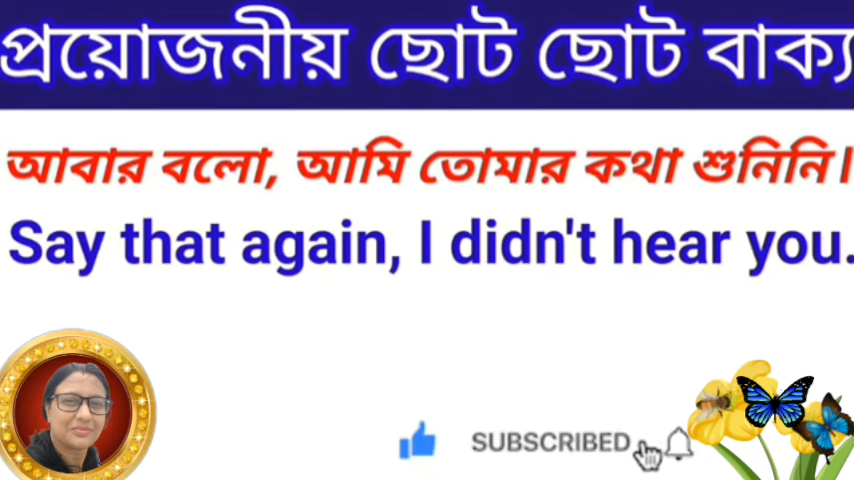 প্রয়োজনীয় ছোট ছোট বাক্য
আবার বলো, আমি তোমার কথা শুনিনি।
Say that again, I didn't hear you.
SUBSCRIBED